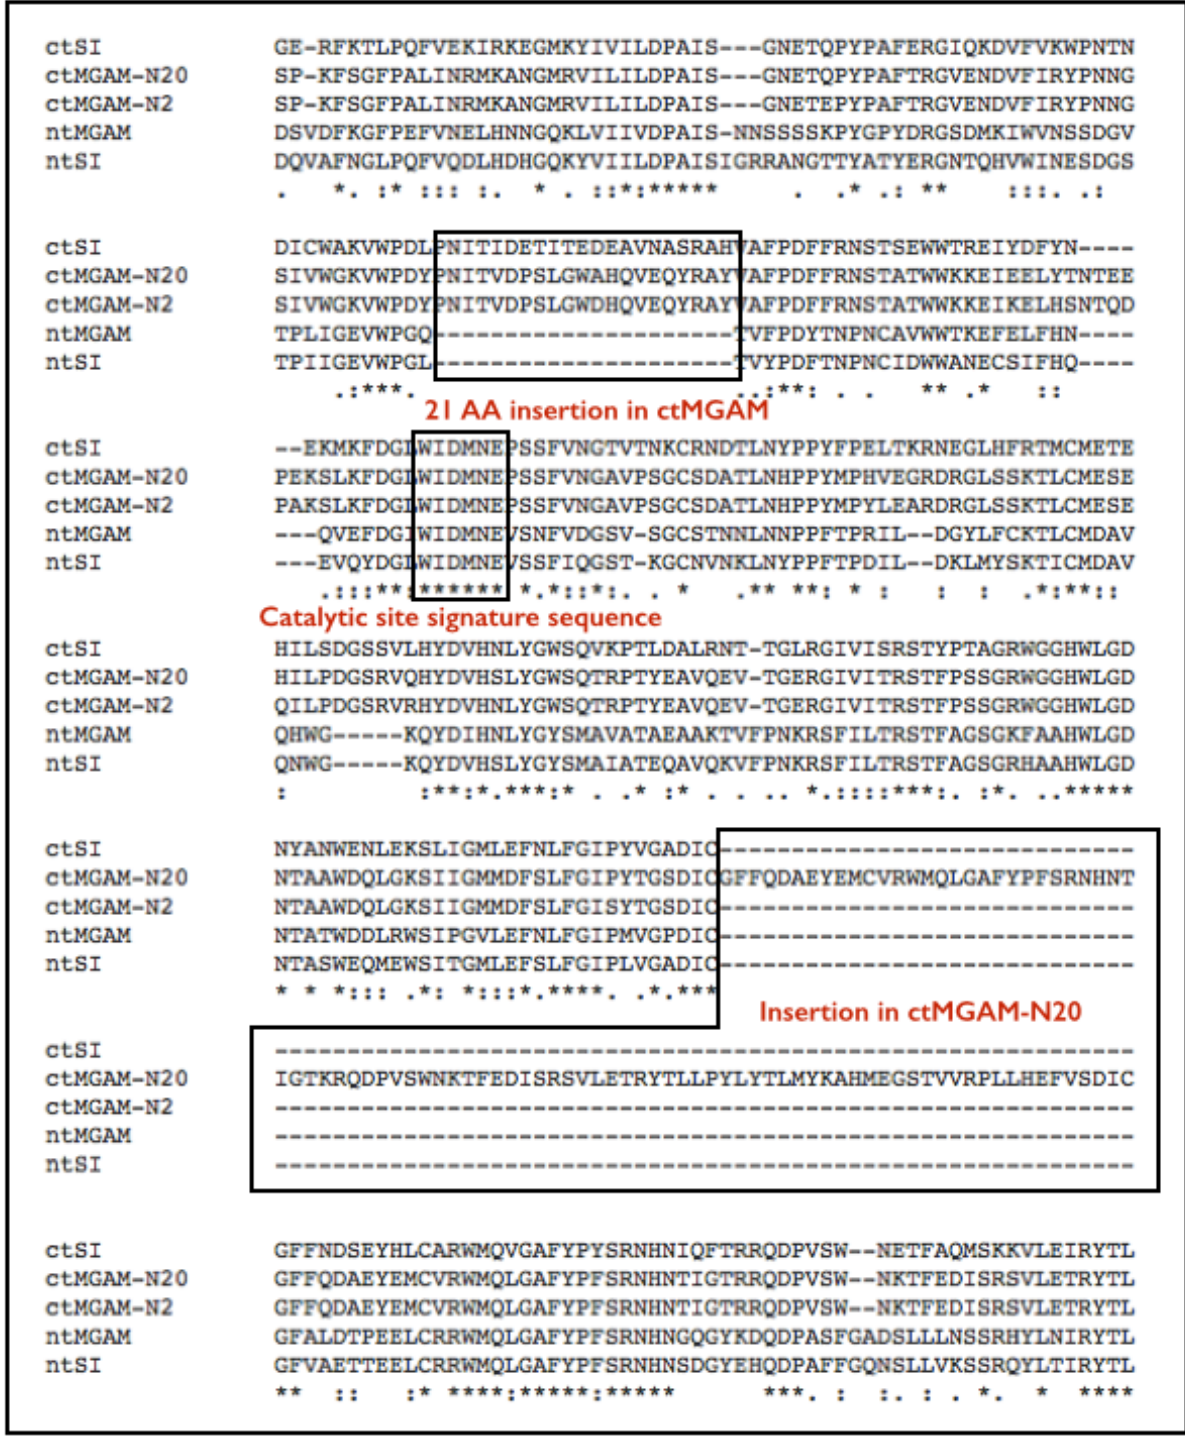 ctSI GE-RFKTLPQFVEKIRKEGMKYIVILDPAIS---GNETQPYPAFERGIQKDVFVKWPNTN
ctMGAM-N20 SP-KFSGFPALINRMKANGMRVILILDPAIS---GNETQPYPAFTRGVENDVFIRYPNNG
ctMGAM-N2 SP-KFSGFPALINRMKANGMRVILILDPAIS---GNETEPYPAFTRGVENDVFIRYPNNG
ntMGAM DSVDFKGFPEFVNELHNNGQKLVIIVDPAIS-NNSSSSKPYGPYDRGSDMKIWVNSSDGV
ntSI DQVAFNGLPQFVQDLHDHGQKYVIILDPAISIGRRANGTTYATYERGNTQHVWINESDGS
. *. :* ::: :. * . ::*:***** . .* .: ** :::. .:
ctSI DICWAKVWPDLPNITIDETITEDEAVNASRAHVAFPDFFRNSTSEWWTREIYDFYN----
ctMGAM-N20 SIVWGKVWPDYPNITVDPSLGWAHQVEQYRAYVAFPDFFRNSTATWWKKEIEELYTNTEE
ctMGAM-N2 SIVWGKVWPDYPNITVDPSLGWDHQVEQYRAYVAFPDFFRNSTATWWKKEIKELHSNTQD
ntMGAM TPLIGEVWPGQ---------------------TVFPDYTNPNCAVWWTKEFELFHN----
ntSI TPIIGEVWPGL---------------------TVYPDFTNPNCIDWWANECSIFHQ----
.:***. ..:**: . . ** .* ::
21 AA insertion in ctMGAM
ctSI --EKMKFDGLWIDMNEPSSFVNGTVTNKCRNDTLNYPPYFPELTKRNEGLHFRTMCMETE
ctMGAM-N20 PEKSLKFDGLWIDMNEPSSFVNGAVPSGCSDATLNHPPYMPHVEGRDRGLSSKTLCMESE
ctMGAM-N2 PAKSLKFDGLWIDMNEPSSFVNGAVPSGCSDATLNHPPYMPYLEARDRGLSSKTLCMESE
ntMGAM ---QVEFDGIWIDMNEVSNFVDGSV-SGCSTNNLNNPPFTPRIL--DGYLFCKTLCMDAV
ntSI ---EVQYDGLWIDMNEVSSFIQGST-KGCNVNKLNYPPFTPDIL--DKLMYSKTICMDAV
.:::**:****** *.*::*:. . * .** **: * : : : .*:**::
Catalytic site signature sequence
ctSI HILSDGSSVLHYDVHNLYGWSQVKPTLDALRNT-TGLRGIVISRSTYPTAGRWGGHWLGD
ctMGAM-N20 HILPDGSRVQHYDVHSLYGWSQTRPTYEAVQEV-TGERGIVITRSTFPSSGRWGGHWLGD
ctMGAM-N2 QILPDGSRVRHYDVHNLYGWSQTRPTYEAVQEV-TGERGIVITRSTFPSSGRWGGHWLGD
ntMGAM QHWG-----KQYDIHNLYGYSMAVATAEAAKTVFPNKRSFILTRSTFAGSGKFAAHWLGD
ntSI QNWG-----KQYDVHSLYGYSMAIATEQAVQKVFPNKRSFILTRSTFAGSGRHAAHWLGD
: :**:*.***:* . .* :* . . .. *.::::***:. :*. ..*****
ctSI NYANWENLEKSLIGMLEFNLFGIPYVGADIC---------------------------
ctMGAM-N20 NTAAWDQLGKSIIGMMDFSLFGIPYTGSDICGFFQDAEYEMCVRWMQLGAFYPFSRNHNT
ctMGAM-N2 NTAAWDQLGKSIIGMMDFSLFGISYTGSDIC-----------------------------
ntMGAM NTATWDDLRWSIPGVLEFNLFGIPMVGPDIC-----------------------------
ntSI NTASWEQMEWSITGMLEFSLFGIPLVGADIC-----------------------------
* * *::: .*: *:::*.****. .*.***
Insertion in ctMGAM-N20
ctSI ------------------------------------------------------------
ctMGAM-N20 IGTKRQDPVSWNKTFEDISRSVLETRYTLLPYLYTLMYKAHMEGSTVVRPLLHEFVSDIC
ctMGAM-N2 ------------------------------------------------------------
ntMGAM ------------------------------------------------------------
ntSI ------------------------------------------------------------
ctSI GFFNDSEYHLCARWMQVGAFYPYSRNHNIQFTRRQDPVSW--NETFAQMSKKVLEIRYTL
ctMGAM-N20 GFFQDAEYEMCVRWMQLGAFYPFSRNHNTIGTRRQDPVSW--NKTFEDISRSVLETRYTL
ctMGAM-N2 GFFQDAEYEMCVRWMQLGAFYPFSRNHNTIGTRRQDPVSW--NKTFEDISRSVLETRYTL
ntMGAM GFALDTPEELCRRWMQLGAFYPFSRNHNGQGYKDQDPASFGADSLLLNSSRHYLNIRYTL
ntSI GFVAETTEELCRRWMQLGAFYPFSRNHNSDGYEHQDPAFFGQNSLLVKSSRQYLTIRYTL
** :: :* ****:*****:***** ***. : :. : . *. * ****